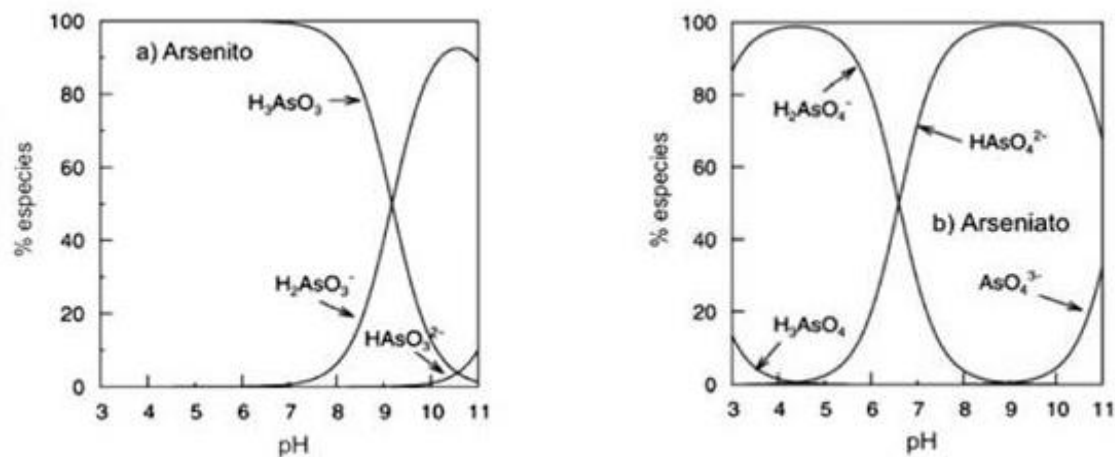 a) Arsenito
% especies
100
80
60
40
20
0
H₃AsO₃
H₂AsO₃⁻
HAsO₃²⁻
3 4 5 6 7 8 9 10 11
pH
b) Arseniato
% especies
100
80
60
40
20
0
H₂AsO₄⁻
HAsO₄²⁻
H₃AsO₄
AsO₄³⁻
3 4 5 6 7 8 9 10 11
pH